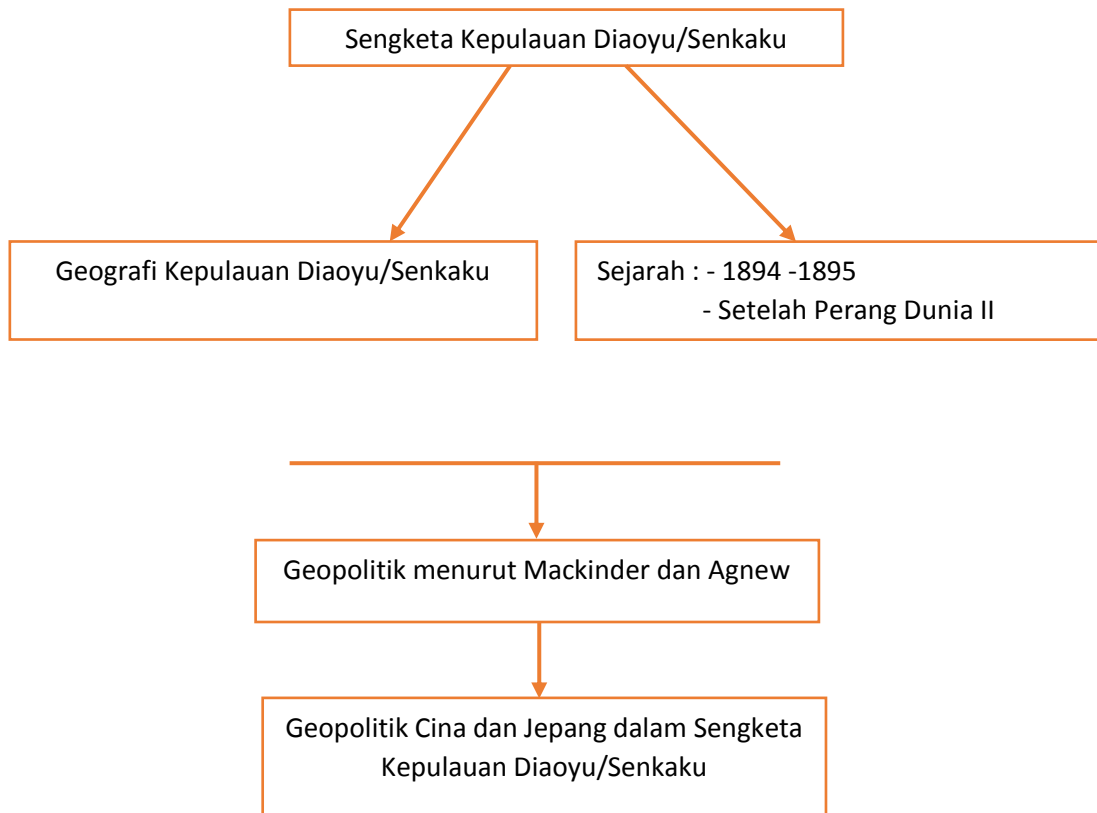 Sengketa Kepulauan Diaoyu/Senkaku
Geografi Kepulauan Diaoyu/Senkaku
Sejarah : - 1894 -1895
- Setelah Perang Dunia II
Geopolitik menurut Mackinder dan Agnew
Geopolitik Cina dan Jepang dalam Sengketa
Kepulauan Diaoyu/Senkaku